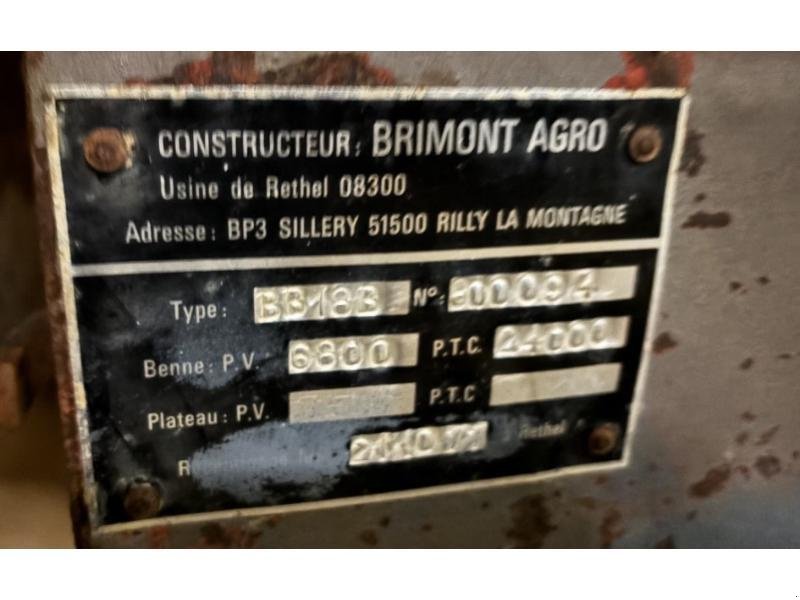 CONSTRUCTEUR: BRIMONT AGRO
Usine de Rethel 08300
Adresse: BP3 SILLERY 51500 RILLY LA MONTAGNE
Type: BB18B N°: 000094
Benne: P.V. 6800 P.T.C. 24000
Plateau: P.V. P.T.C
Rethel